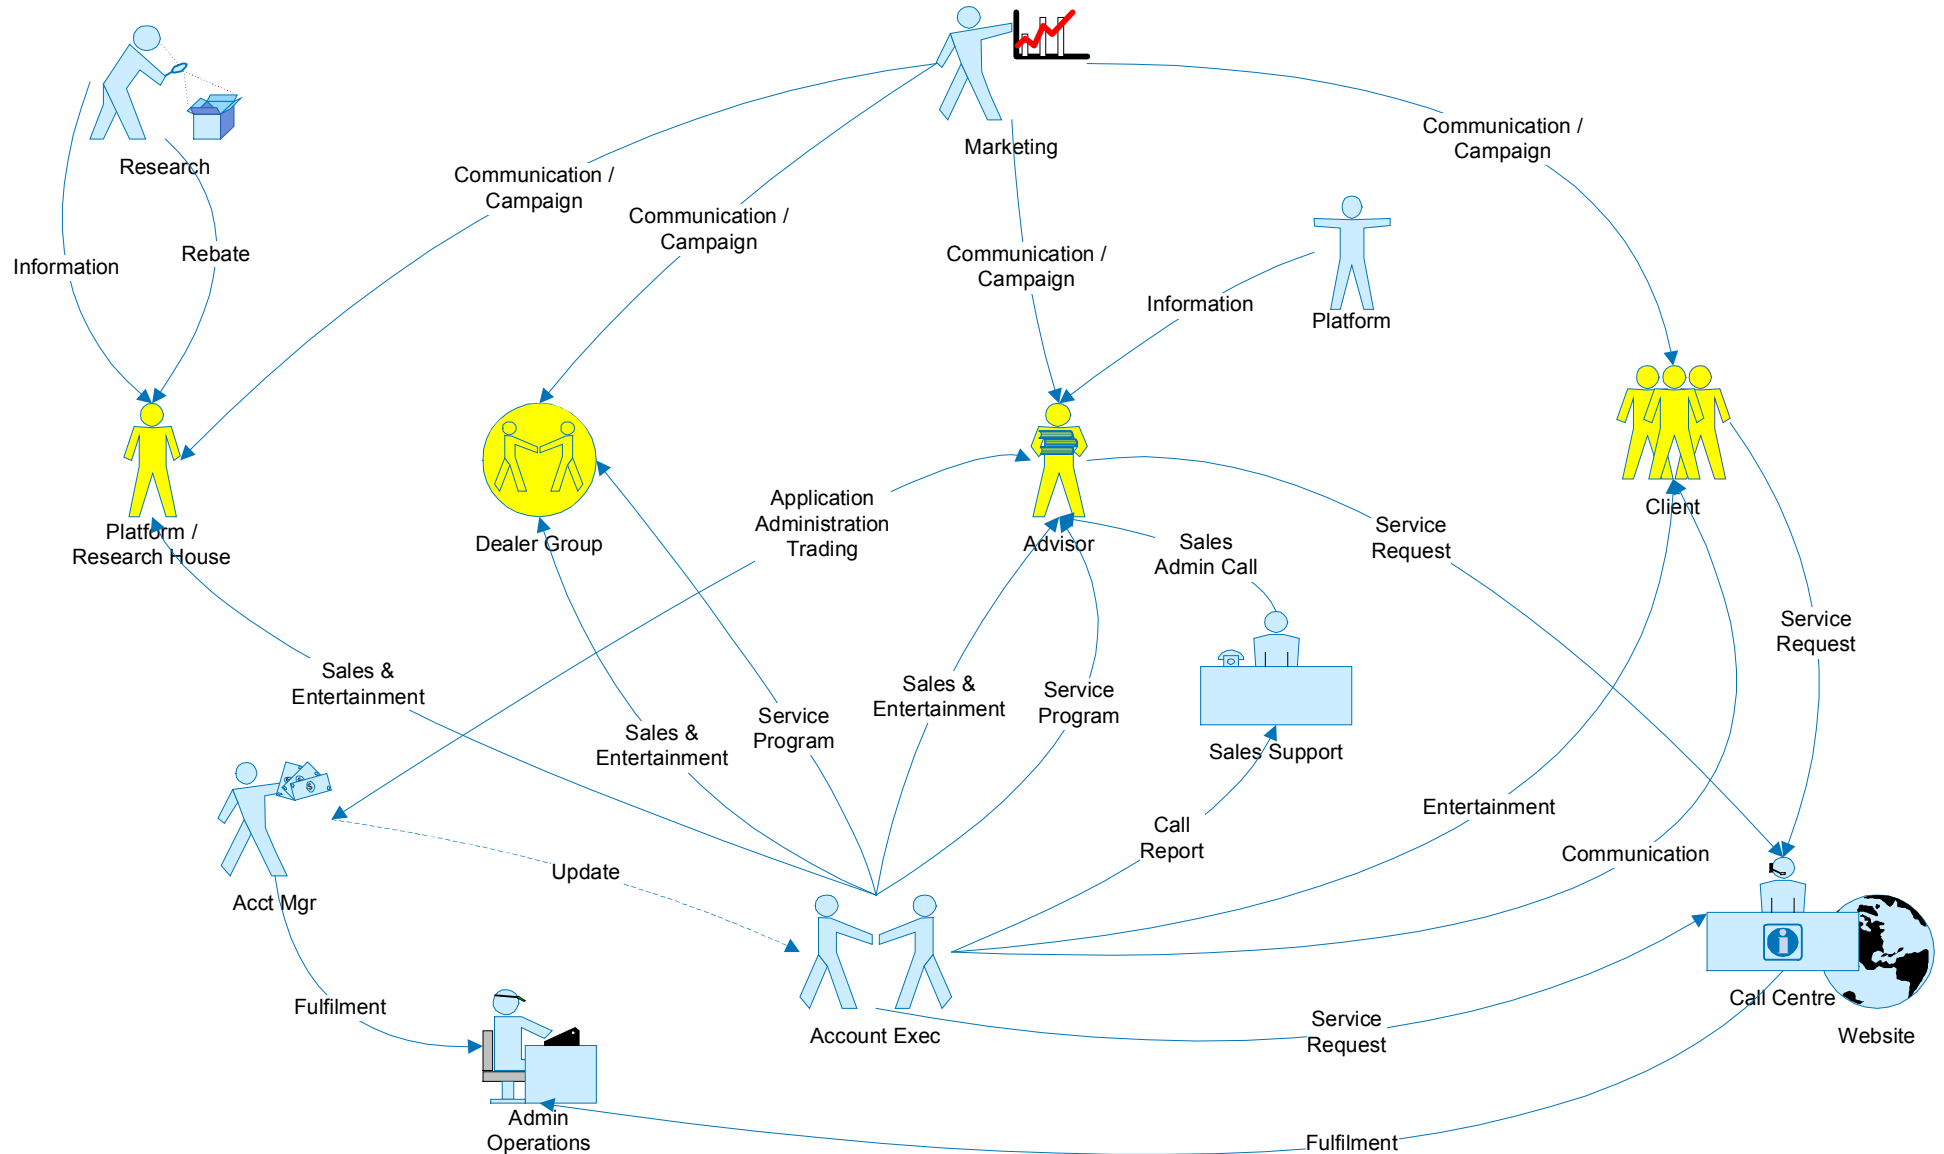 Research
Marketing
Communication /
Campaign
Communication /
Campaign
Communication /
Campaign
Communication /
Campaign
Information
Rebate
Information
Platform
Platform /
Research House
Dealer Group
Application
Administration
Trading
Advisor
Sales
Admin Call
Service
Request
Client
Service
Request
Sales &
Entertainment
Sales &
Entertainment
Service
Program
Sales &
Entertainment
Service
Program
Sales Support
Entertainment
Call
Report
Communication
Update
Acct Mgr
Fulfilment
Account Exec
Service
Request
Call Centre
Website
Admin
Operations
Fulfilment